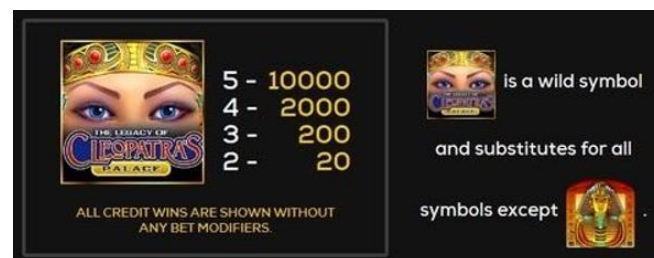 THE LEGACY OF
CLEOPATRA'S
PALACE
5 - 10000
4 - 2000
3 - 200
2 - 20
ALL CREDIT WINS ARE SHOWN WITHOUT
ANY BET MODIFIERS.
is a wild symbol
and substitutes for all
symbols except .